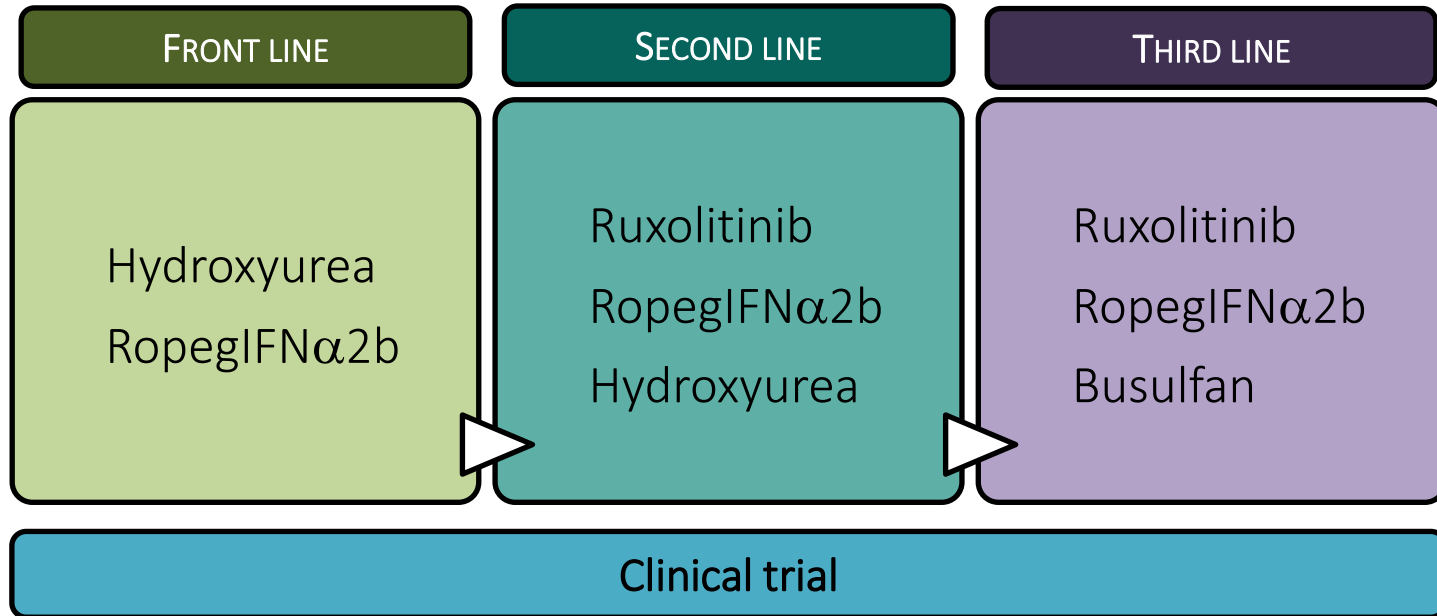 FRONT LINE
Hydroxyurea
RopegIFNα2b
SECOND LINE
Ruxolitinib
RopegIFNα2b
Hydroxyurea
THIRD LINE
Ruxolitinib
RopegIFNα2b
Busulfan
Clinical trial